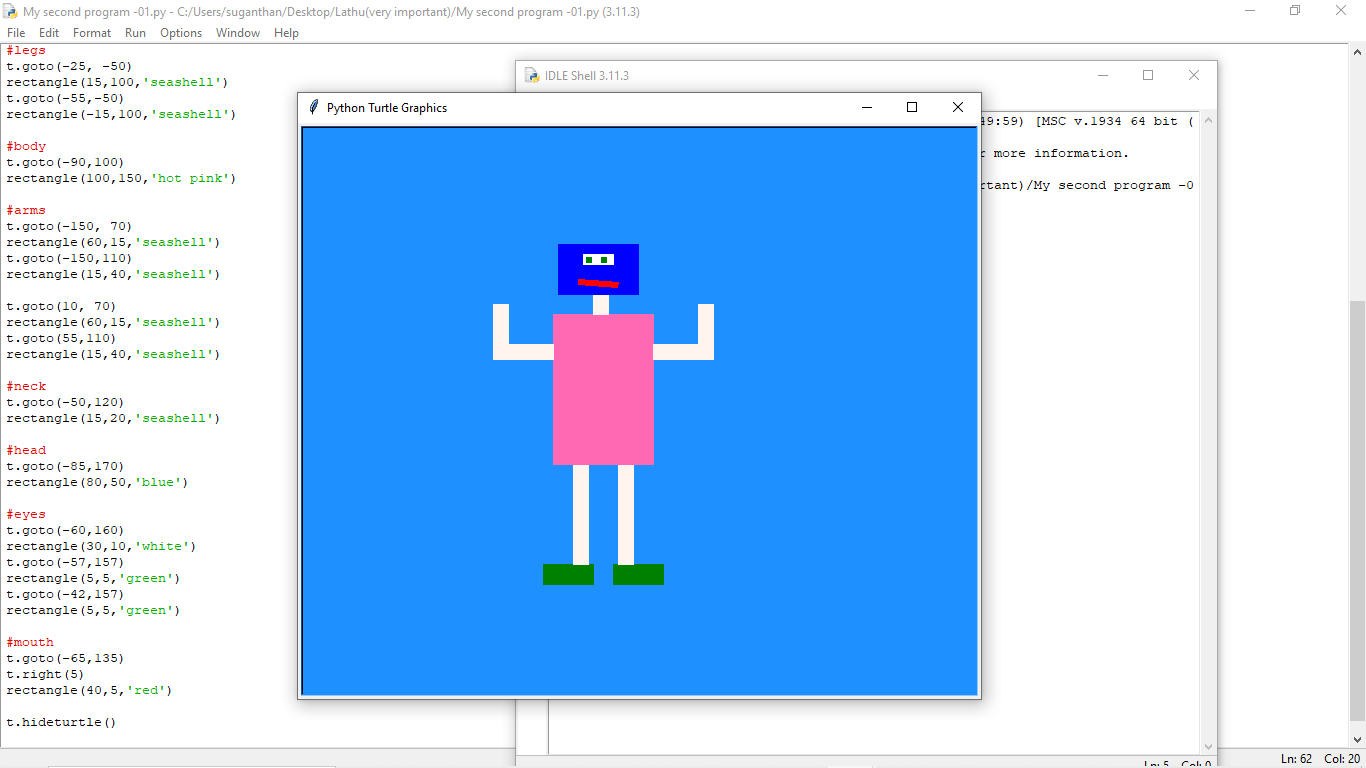 My second program -01.py - C:/Users/suganthan/Desktop/Lathu(very important)/My second program -01.py (3.11.3)
File Edit Format Run Options Window Help
#legs
t.goto(-25, -50)
rectangle(15,100,'seashell')
t.goto(-55,-50)
rectangle(-15,100,'seashell')
#body
t.goto(-90,100)
rectangle(100,150,'hot pink')
#arms
t.goto(-150, 70)
rectangle(60,15,'seashell')
t.goto(-150,110)
rectangle(15,40,'seashell')
t.goto(10, 70)
rectangle(60,15,'seashell')
t.goto(55,110)
rectangle(15,40,'seashell')
#neck
t.goto(-50,120)
rectangle(15,20,'seashell')
#head
t.goto(-85,170)
rectangle(80,50,'blue')
#eyes
t.goto(-60,160)
rectangle(30,10,'white')
t.goto(-57,157)
rectangle(5,5,'green')
t.goto(-42,157)
rectangle(5,5,'green')
#mouth
t.goto(-65,135)
t.right(5)
rectangle(40,5,'red')
t.hideturtle()
IDLE Shell 3.11.3
Python Turtle Graphics
49:59) [MSC v.1934 64 bit (
more information.
rtant)/My second program -0
Ln: 5 Col: 0
Ln: 62 Col: 20